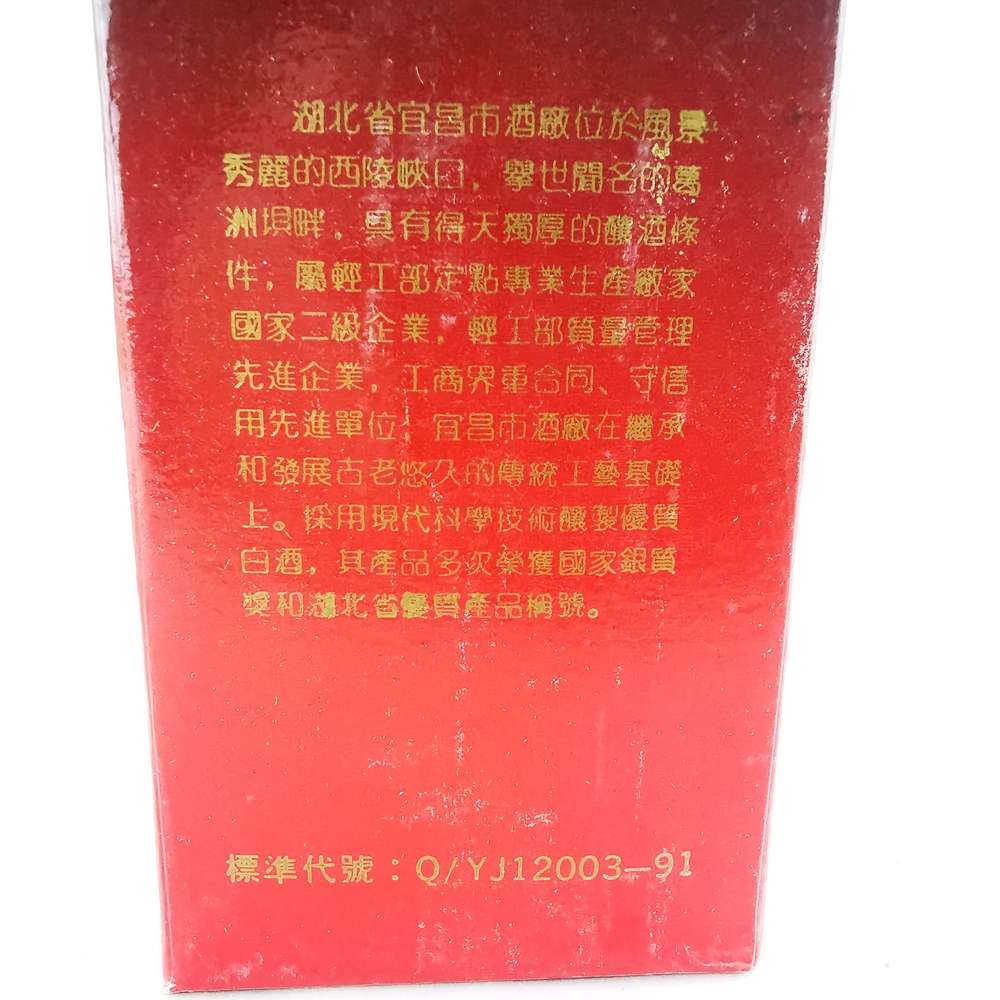 湖北省宜昌市酒廠位於風景
秀麗的西陵峽口，舉世聞名的葛
洲垻畔，具有得天獨厚的釀酒條
件，屬輕工部定點專業生產廠家
國家二級企業，輕工部質量管理
先進企業，工商界重合同、守信
用先進單位，宜昌市酒廠在繼承
和發展古老悠久的傳統工藝基礎
上。採用現代科學技術釀製優質
白酒，其產品多次榮獲國家銀質
獎和湖北省優質產品稱號。
標準代號：Q/YJ12003—91